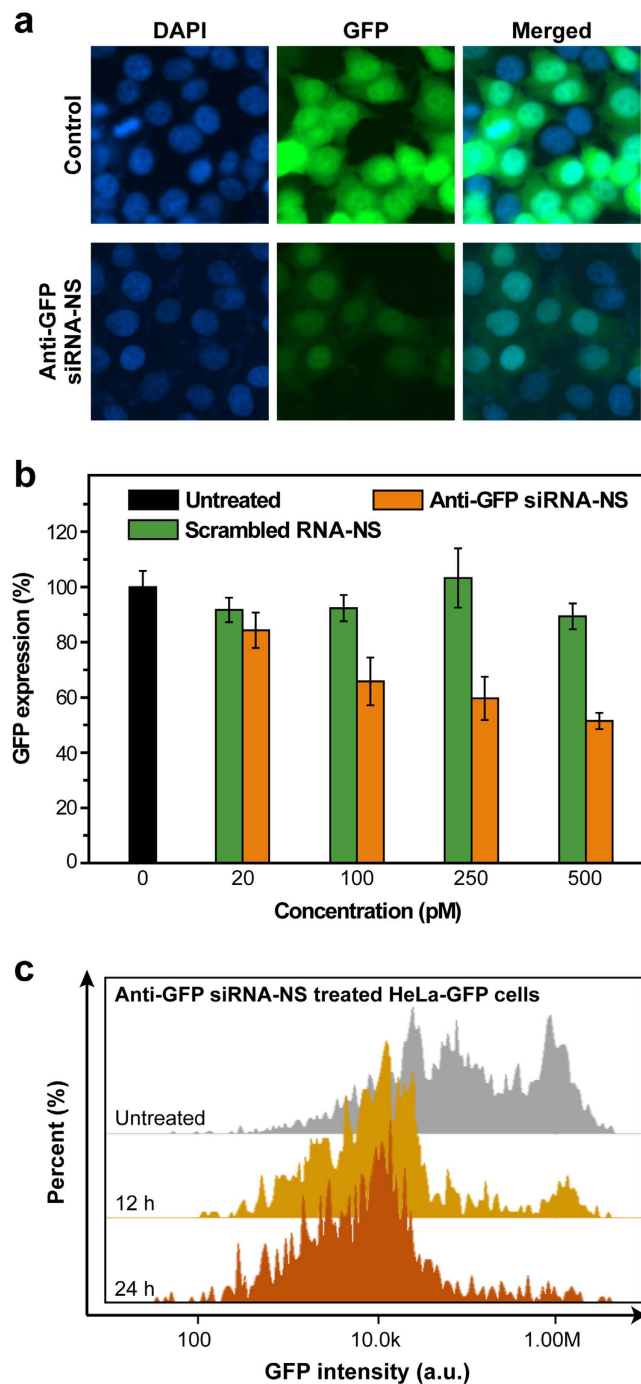 a
DAPI GFP Merged
Control
Anti-GFP
siRNA-NS
b
Untreated Anti-GFP siRNA-NS
Scrambled RNA-NS
GFP expression (%)
120
100
80
60
40
20
0
0 20 100 250 500
Concentration (pM)
c
Anti-GFP siRNA-NS treated HeLa-GFP cells
Percent (%)
Untreated
12 h
24 h
100 10.0k 1.00M
GFP intensity (a.u.)